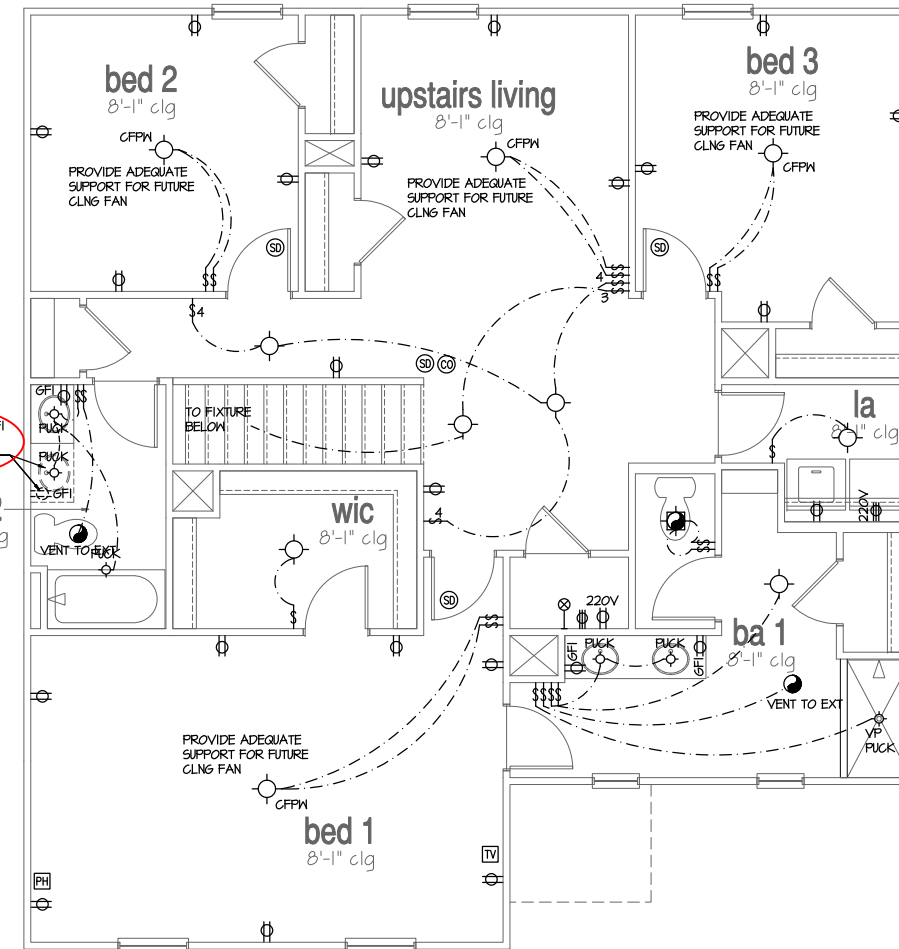 bed 2
8'-1" clg
CFPW
PROVIDE ADEQUATE
SUPPORT FOR FUTURE
CLNG FAN
SD
upstairs living
8'-1" clg
CFPW
PROVIDE ADEQUATE
SUPPORT FOR FUTURE
CLNG FAN
4
3
bed 3
8'-1" clg
PROVIDE ADEQUATE
SUPPORT FOR FUTURE
CLNG FAN
CFPW
SD
$4
SD
CO
GFI
PUCK
PUCK
GFI
VENT TO EXT
PUCK
TO FIXTURE
BELOW
wic
8'-1" clg
4
SD
la
8'-1" clg
220V
220V
GFI
PUCK
PUCK
GFI
ba 1
8'-1" clg
VENT TO EXT
VP
PUCK
$$$$
PROVIDE ADEQUATE
SUPPORT FOR FUTURE
CLNG FAN
CFPW
bed 1
8'-1" clg
TV
PH